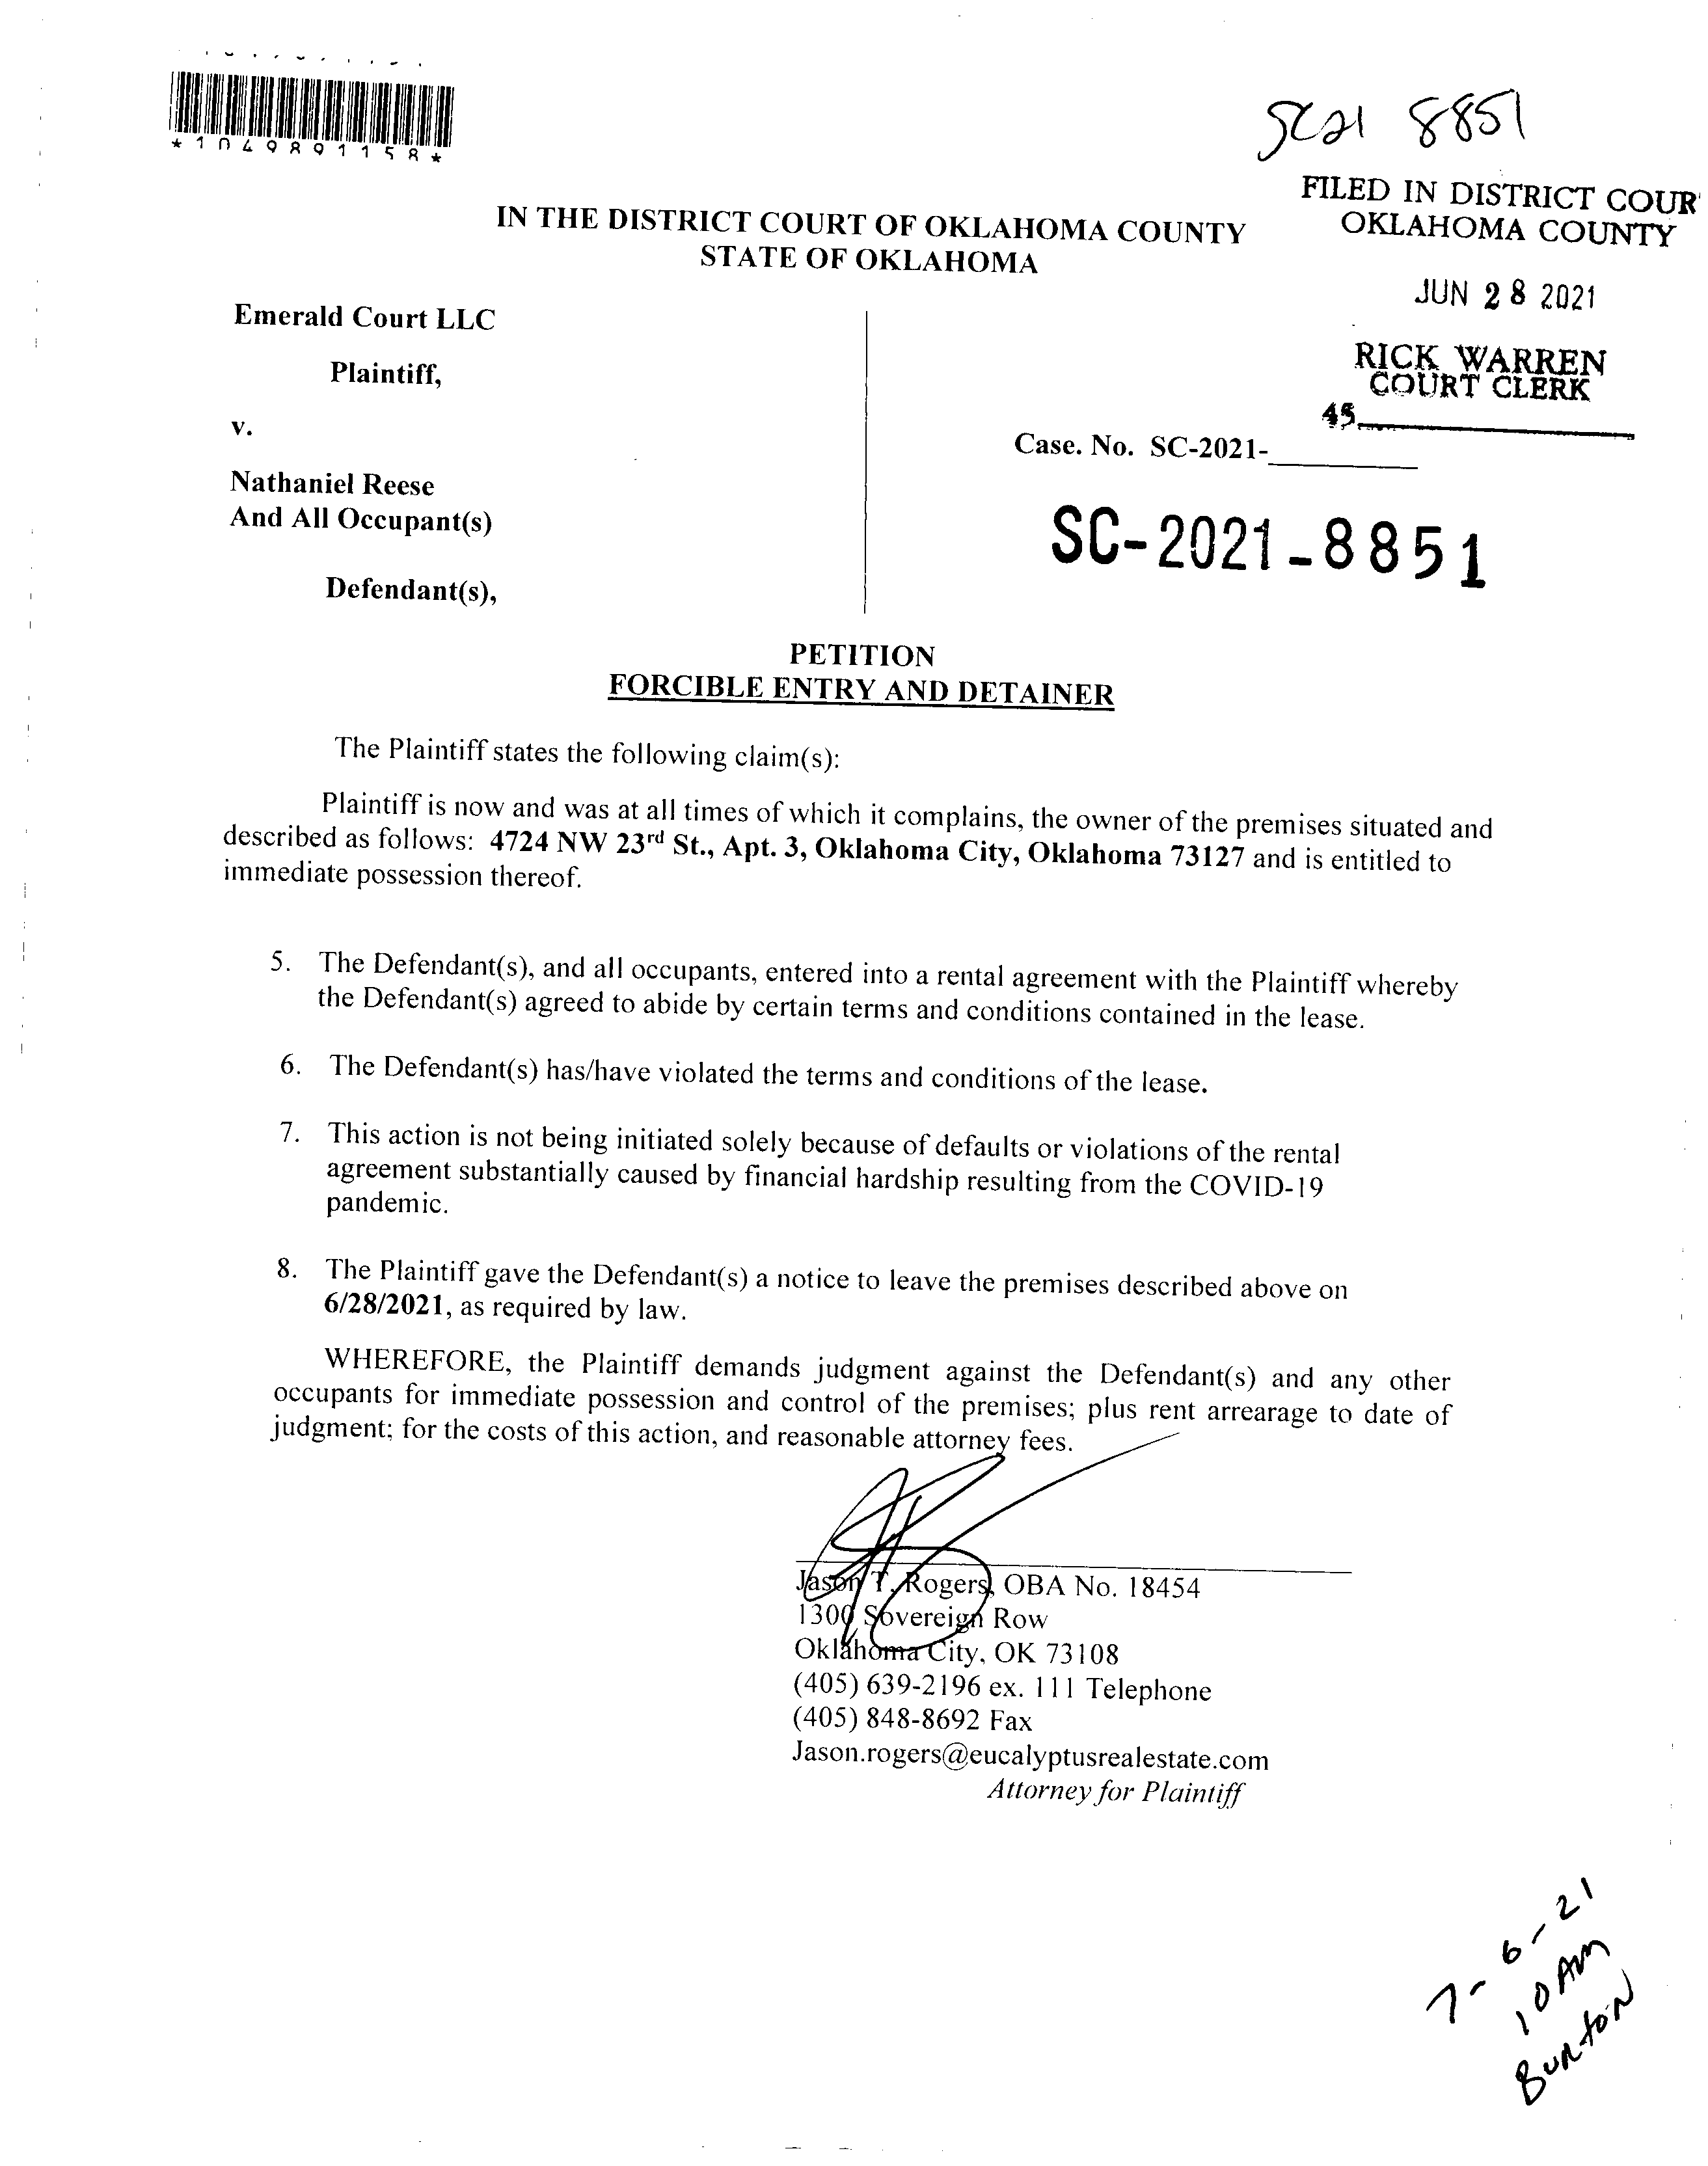 *1049891158*
SC21 8851
FILED IN DISTRICT COUR
OKLAHOMA COUNTY
JUN 28 2021
RICK WARREN
COURT CLERK
45
IN THE DISTRICT COURT OF OKLAHOMA COUNTY
STATE OF OKLAHOMA
Emerald Court LLC
Plaintiff,
v.
Nathaniel Reese
And All Occupant(s)
Defendant(s),
Case. No. SC-2021-
SC-2021-8851
PETITION
FORCIBLE ENTRY AND DETAINER
The Plaintiff states the following claim(s):
Plaintiff is now and was at all times of which it complains, the owner of the premises situated and
described as follows: 4724 NW 23rd St., Apt. 3, Oklahoma City, Oklahoma 73127 and is entitled to
immediate possession thereof.
5. The Defendant(s), and all occupants, entered into a rental agreement with the Plaintiff whereby
the Defendant(s) agreed to abide by certain terms and conditions contained in the lease.
6. The Defendant(s) has/have violated the terms and conditions of the lease.
7. This action is not being initiated solely because of defaults or violations of the rental
agreement substantially caused by financial hardship resulting from the COVID-19
pandemic.
8. The Plaintiff gave the Defendant(s) a notice to leave the premises described above on
6/28/2021, as required by law.
WHEREFORE, the Plaintiff demands judgment against the Defendant(s) and any other
occupants for immediate possession and control of the premises; plus rent arrearage to date of
judgment; for the costs of this action, and reasonable attorney fees.
Jason T. Rogers, OBA No. 18454
1300 Sovereign Row
Oklahoma City, OK 73108
(405) 639-2196 ex. 111 Telephone
(405) 848-8692 Fax
Jason.rogers@eucalyptusrealestate.com
Attorney for Plaintiff
7-6-21
10 AM
BURTON